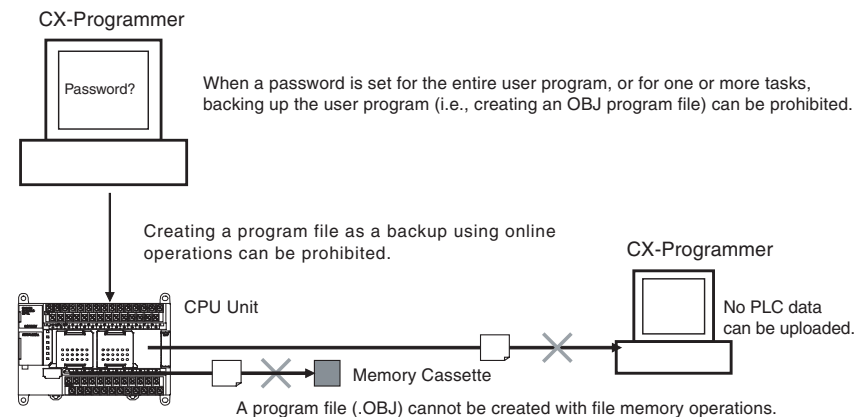 CX-Programmer
Password?
When a password is set for the entire user program, or for one or more tasks,
backing up the user program (i.e., creating an OBJ program file) can be prohibited.
Creating a program file as a backup using online
operations can be prohibited.
CX-Programmer
CPU Unit
No PLC data
can be uploaded.
Memory Cassette
A program file (.OBJ) cannot be created with file memory operations.